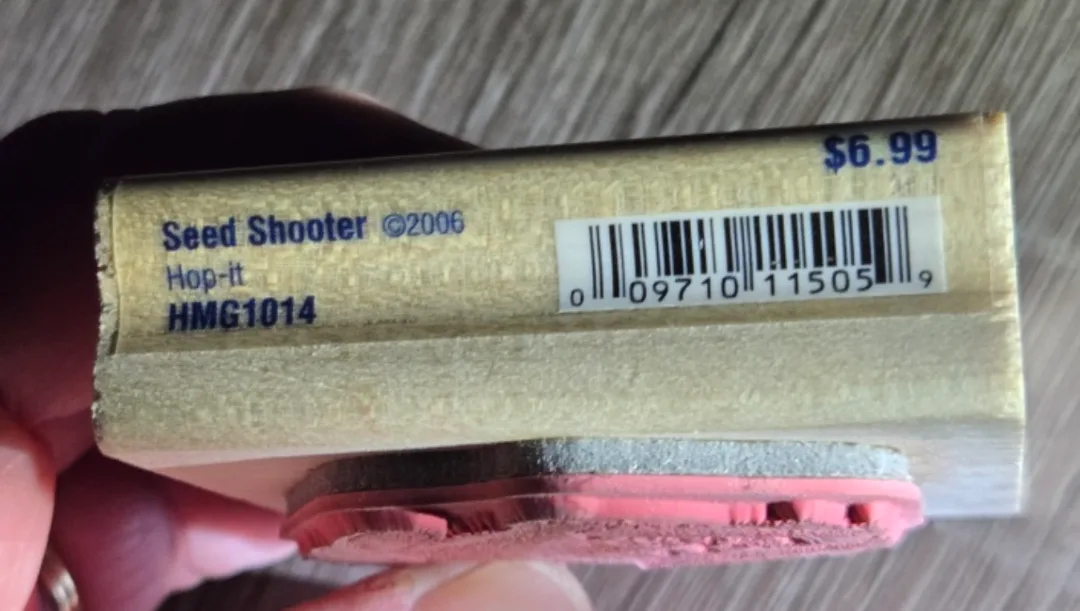 $6.99
Seed Shooter ©2006
Hop-it
HMG1014
0 09710 11505 9